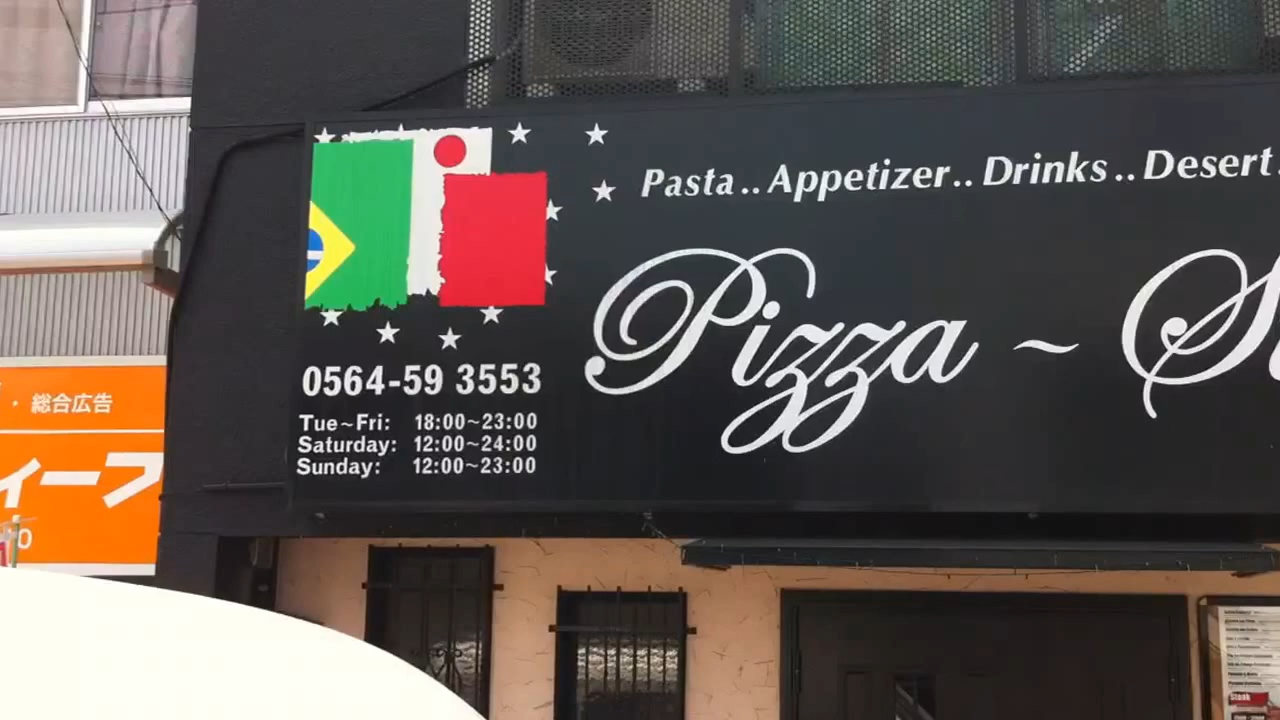 Pasta..Appetizer..Drinks..Desert
Pizza ~
0564-59 3553
Tue~Fri: 18:00~23:00
Saturday: 12:00~24:00
Sunday: 12:00~23:00
・総合広告
ィーフ